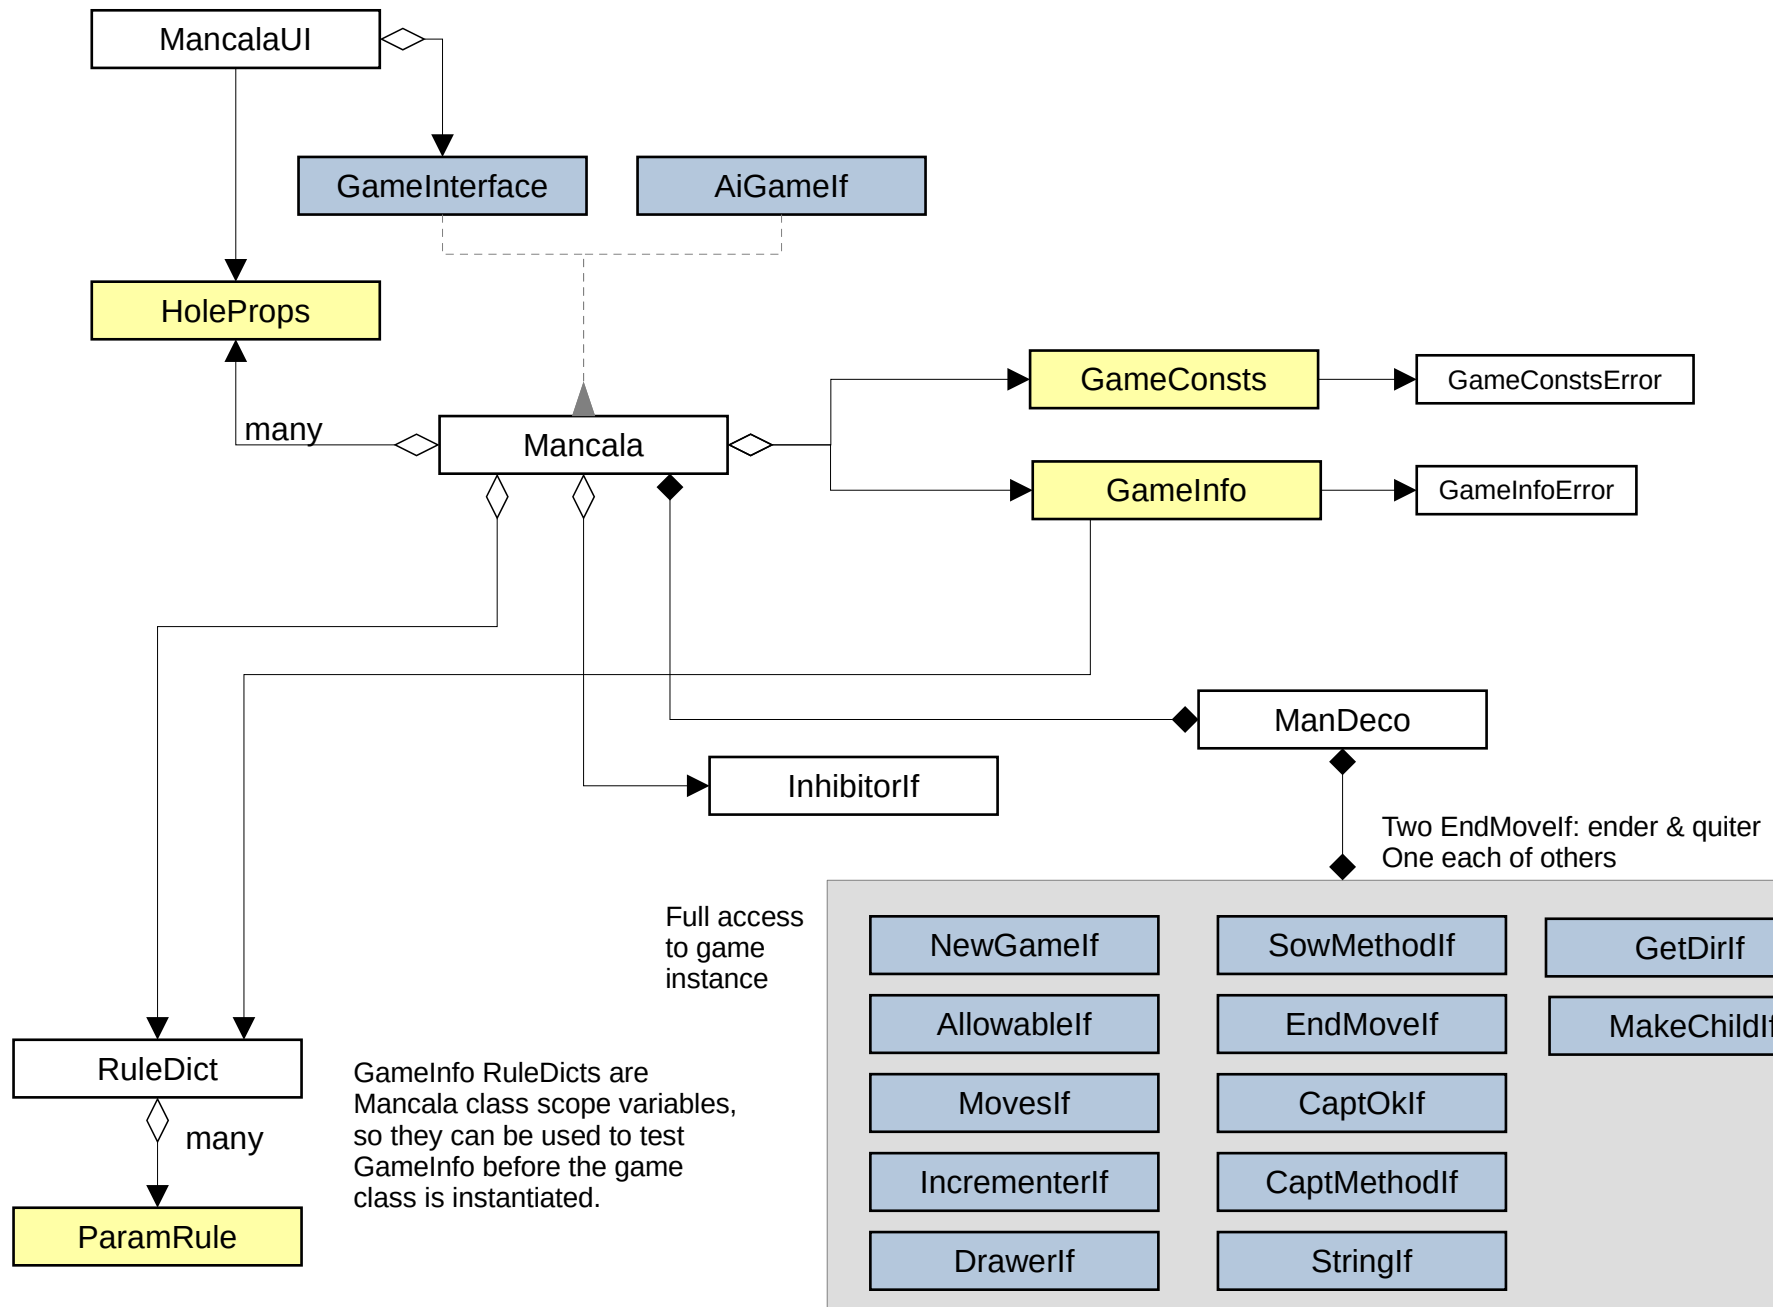 MancalaUI
GameInterface
AiGameIf
HoleProps
many
Mancala
GameConsts
GameConstsError
GameInfo
GameInfoError
ManDeco
InhibitorIf
Two EndMoveIf: ender & quiter
One each of others
Full access
to game
instance
NewGameIf
SowMethodIf
GetDirIf
AllowableIf
EndMoveIf
MakeChildIf
MovesIf
CaptOkIf
IncrementerIf
CaptMethodIf
DrawerIf
StringIf
RuleDict
many
ParamRule
GameInfo RuleDicts are
Mancala class scope variables,
so they can be used to test
GameInfo before the game
class is instantiated.